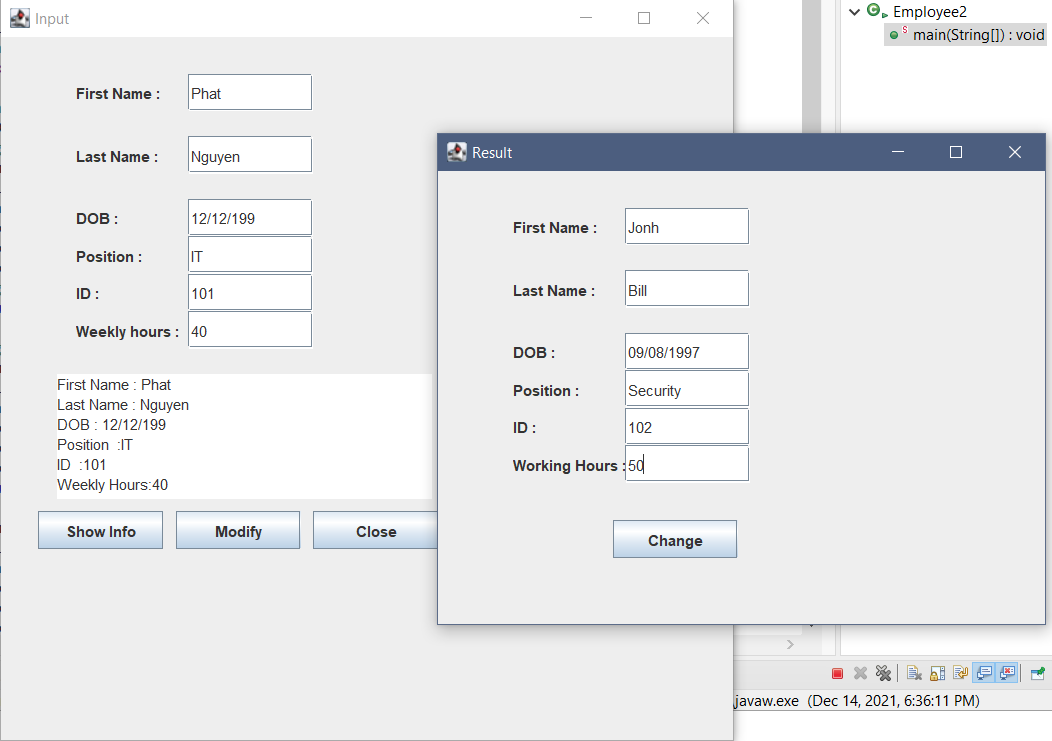 Input
First Name :
Phat
Last Name :
Nguyen
DOB :
12/12/199
Position :
IT
ID :
101
Weekly hours :
40
First Name : Phat
Last Name : Nguyen
DOB : 12/12/199
Position  :IT
ID  :101
Weekly Hours:40
Show Info
Modify
Close
Employee2
main(String[]) : void
Result
First Name :
Jonh
Last Name :
Bill
DOB :
09/08/1997
Position :
Security
ID :
102
Working Hours :
50
Change
javaw.exe  (Dec 14, 2021, 6:36:11 PM)